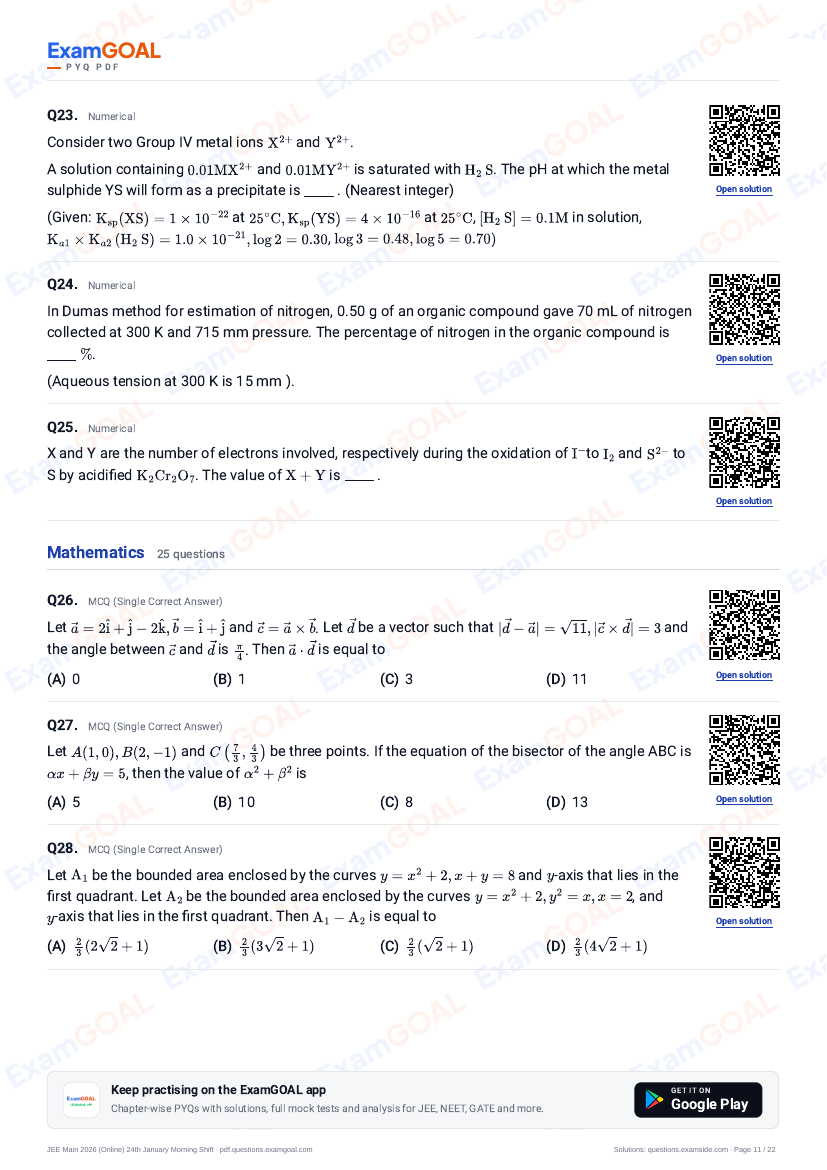 ExamGOAL
PYQ PDF
Q23. Numerical
Consider two Group IV metal ions X²⁺ and Y²⁺.
A solution containing 0.01MX²⁺ and 0.01MY²⁺ is saturated with H₂ S. The pH at which the metal
sulphide YS will form as a precipitate is ____ . (Nearest integer)
(Given: K_sp(XS) = 1 × 10⁻²² at 25°C, K_sp(YS) = 4 × 10⁻¹⁶ at 25°C, [H₂ S] = 0.1M in solution,
K_a1 × K_a2 (H₂ S) = 1.0 × 10⁻²¹, log 2 = 0.30, log 3 = 0.48, log 5 = 0.70)
Open solution
Q24. Numerical
In Dumas method for estimation of nitrogen, 0.50 g of an organic compound gave 70 mL of nitrogen
collected at 300 K and 715 mm pressure. The percentage of nitrogen in the organic compound is
____ %.
(Aqueous tension at 300 K is 15 mm ).
Open solution
Q25. Numerical
X and Y are the number of electrons involved, respectively during the oxidation of I⁻to I₂ and S²⁻ to
S by acidified K₂Cr₂O₇. The value of X + Y is ____ .
Open solution
Mathematics 25 questions
Q26. MCQ (Single Correct Answer)
Let a⃗ = 2î + ĵ − 2k̂, b⃗ = î + ĵ and c⃗ = a⃗ × b⃗. Let d⃗ be a vector such that |d⃗ − a⃗| = √11, |c⃗ × d⃗| = 3 and
the angle between c⃗ and d⃗ is π/4. Then a⃗ · d⃗ is equal to
(A) 0 (B) 1 (C) 3 (D) 11
Open solution
Q27. MCQ (Single Correct Answer)
Let A(1, 0), B(2, −1) and C (7/3, 4/3) be three points. If the equation of the bisector of the angle ABC is
αx + βy = 5, then the value of α² + β² is
(A) 5 (B) 10 (C) 8 (D) 13
Open solution
Q28. MCQ (Single Correct Answer)
Let A₁ be the bounded area enclosed by the curves y = x² + 2, x + y = 8 and y-axis that lies in the
first quadrant. Let A₂ be the bounded area enclosed by the curves y = x² + 2, y² = x, x = 2, and
y-axis that lies in the first quadrant. Then A₁ − A₂ is equal to
(A) 2/3(2√2 + 1) (B) 2/3(3√2 + 1) (C) 2/3(√2 + 1) (D) 2/3(4√2 + 1)
Open solution
ExamGOAL
Keep practising on the ExamGOAL app
Chapter-wise PYQs with solutions, full mock tests and analysis for JEE, NEET, GATE and more.
GET IT ON
Google Play
JEE Main 2026 (Online) 24th January Morning Shift · pdf.questions.examgoal.com
Solutions: questions.examside.com · Page 11 / 22